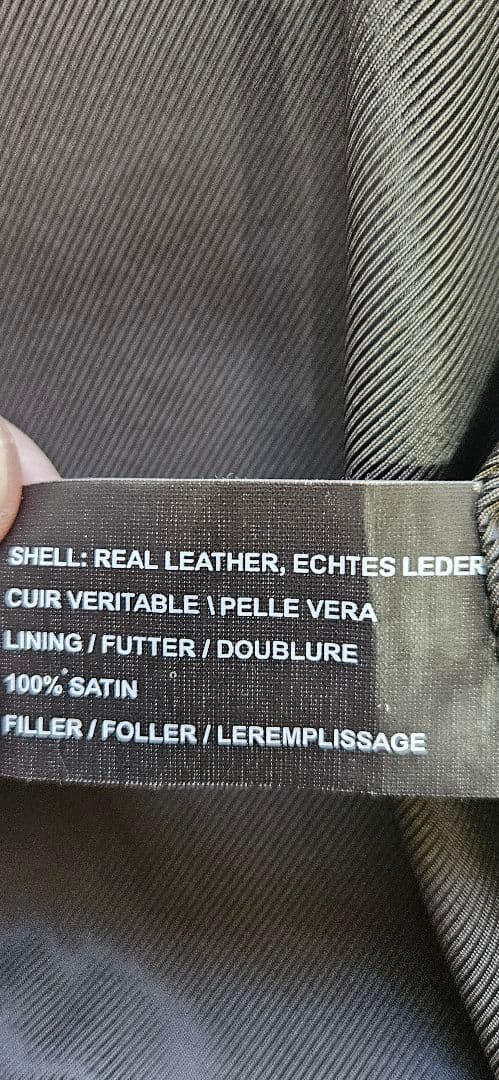 SHELL: REAL LEATHER, ECHTES LEDER
CUIR VERITABLE \ PELLE VERA
LINING / FUTTER / DOUBLURE
100% SATIN
FILLER / FOLLER / LEREMPLISSAGE